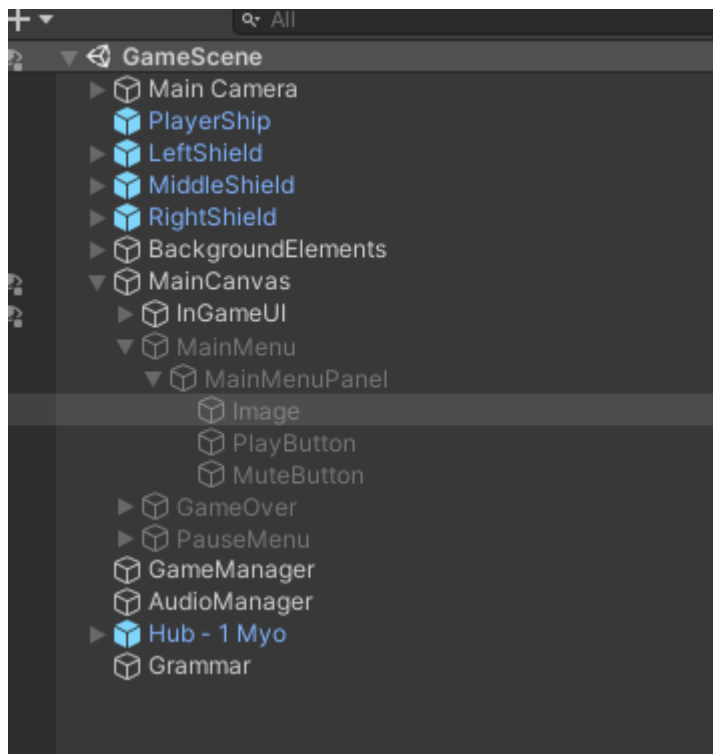 All
GameScene
Main Camera
PlayerShip
LeftShield
MiddleShield
RightShield
BackgroundElements
MainCanvas
InGameUI
MainMenu
MainMenuPanel
Image
PlayButton
MuteButton
GameOver
PauseMenu
GameManager
AudioManager
Hub - 1 Myo
Grammar